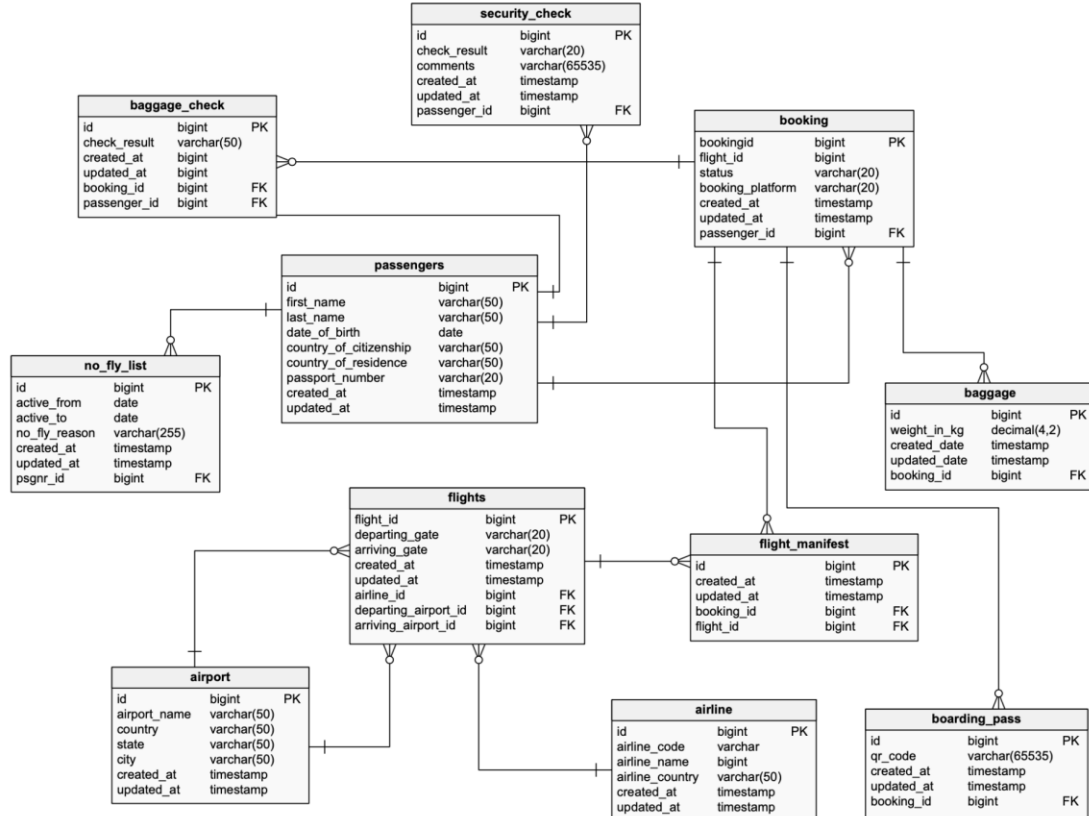 security_check
id bigint PK
check_result varchar(20)
comments varchar(65535)
created_at timestamp
updated_at timestamp
passenger_id bigint FK
baggage_check
id bigint PK
check_result varchar(50)
created_at bigint
updated_at bigint
booking_id bigint FK
passenger_id bigint FK
booking
bookingid bigint PK
flight_id bigint
status varchar(20)
booking_platform varchar(20)
created_at timestamp
updated_at timestamp
passenger_id bigint FK
passengers
id bigint PK
first_name varchar(50)
last_name varchar(50)
date_of_birth date
country_of_citizenship varchar(50)
country_of_residence varchar(50)
passport_number varchar(20)
created_at timestamp
updated_at timestamp
no_fly_list
id bigint PK
active_from date
active_to date
no_fly_reason varchar(255)
created_at timestamp
updated_at timestamp
psgnr_id bigint FK
baggage
id bigint PK
weight_in_kg decimal(4,2)
created_date timestamp
updated_date timestamp
booking_id bigint FK
flights
flight_id bigint PK
departing_gate varchar(20)
arriving_gate varchar(20)
created_at timestamp
updated_at timestamp
airline_id bigint FK
departing_airport_id bigint FK
arriving_airport_id bigint FK
flight_manifest
id bigint PK
created_at timestamp
updated_at timestamp
booking_id bigint FK
flight_id bigint FK
airport
id bigint PK
airport_name varchar(50)
country varchar(50)
state varchar(50)
city varchar(50)
created_at timestamp
updated_at timestamp
airline
id bigint PK
airline_code varchar
airline_name bigint
airline_country varchar(50)
created_at timestamp
updated_at timestamp
boarding_pass
id bigint PK
qr_code varchar(65535)
created_at timestamp
updated_at timestamp
booking_id bigint FK